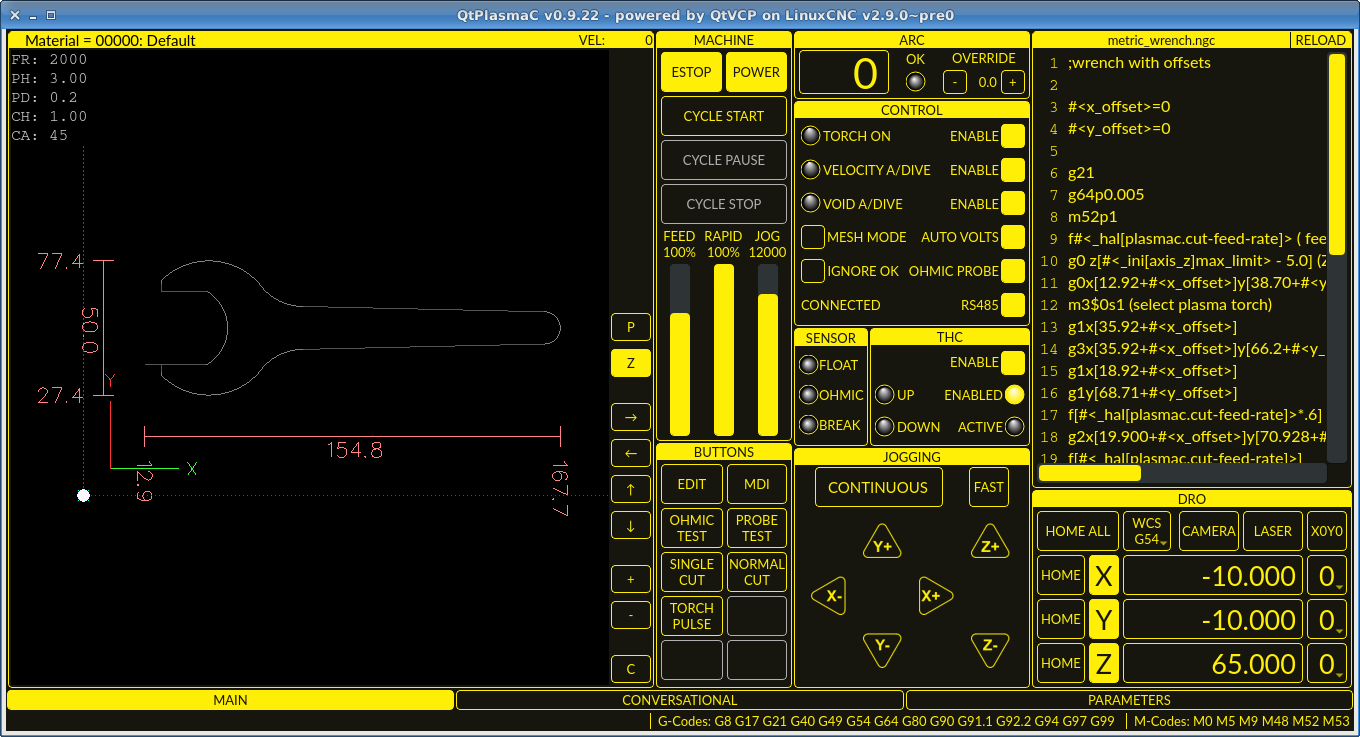 QtPlasmaC v0.9.22 - powered by QtVCP on LinuxCNC v2.9.0~pre0
Material = 00000: Default
VEL: 0
FR: 2000
PH: 3.00
PD: 0.2
CH: 1.00
CA: 45
77.4
50.0
27.4
Y
X
154.8
12.9
167.7
P
Z
→
←
↑
↓
+
-
C
MACHINE
ESTOP POWER
CYCLE START
CYCLE PAUSE
CYCLE STOP
FEED RAPID JOG
100% 100% 12000
BUTTONS
EDIT MDI
OHMIC TEST
PROBE TEST
SINGLE CUT
NORMAL CUT
TORCH PULSE
ARC
0
OK
OVERRIDE
- 0.0 +
CONTROL
TORCH ON ENABLE
VELOCITY A/DIVE ENABLE
VOID A/DIVE ENABLE
MESH MODE AUTO VOLTS
IGNORE OK OHMIC PROBE
CONNECTED RS485
SENSOR
FLOAT
OHMIC
BREAK
THC
ENABLE
UP ENABLED
DOWN ACTIVE
JOGGING
CONTINUOUS FAST
Y+ Z+
X- X+
Y- Z-
metric_wrench.ngc RELOAD
1 ;wrench with offsets
2
3 #<x_offset>=0
4 #<y_offset>=0
5
6 g21
7 g64p0.005
8 m52p1
9 f#<_hal[plasmac.cut-feed-rate]> ( fee
10 g0 z[#<_ini[axis_z]max_limit> - 5.0] (Z
11 g0x[12.92+#<x_offset>]y[38.70+#<y
12 m3$0s1 (select plasma torch)
13 g1x[35.92+#<x_offset>]
14 g3x[35.92+#<x_offset>]y[66.2+#<y_
15 g1x[18.92+#<x_offset>]
16 g1y[68.71+#<y_offset>]
17 f[#<_hal[plasmac.cut-feed-rate]>*.6]
18 g2x[19.900+#<x_offset>]y[70.928+#
19 f[#<_hal[plasmac.cut-feed-rate]>]
DRO
HOME ALL WCS G54 CAMERA LASER X0Y0
HOME X -10.000 0
HOME Y -10.000 0
HOME Z 65.000 0
MAIN CONVERSATIONAL PARAMETERS
G-Codes: G8 G17 G21 G40 G49 G54 G64 G80 G90 G91.1 G92.2 G94 G97 G99 M-Codes: M0 M5 M9 M48 M52 M53